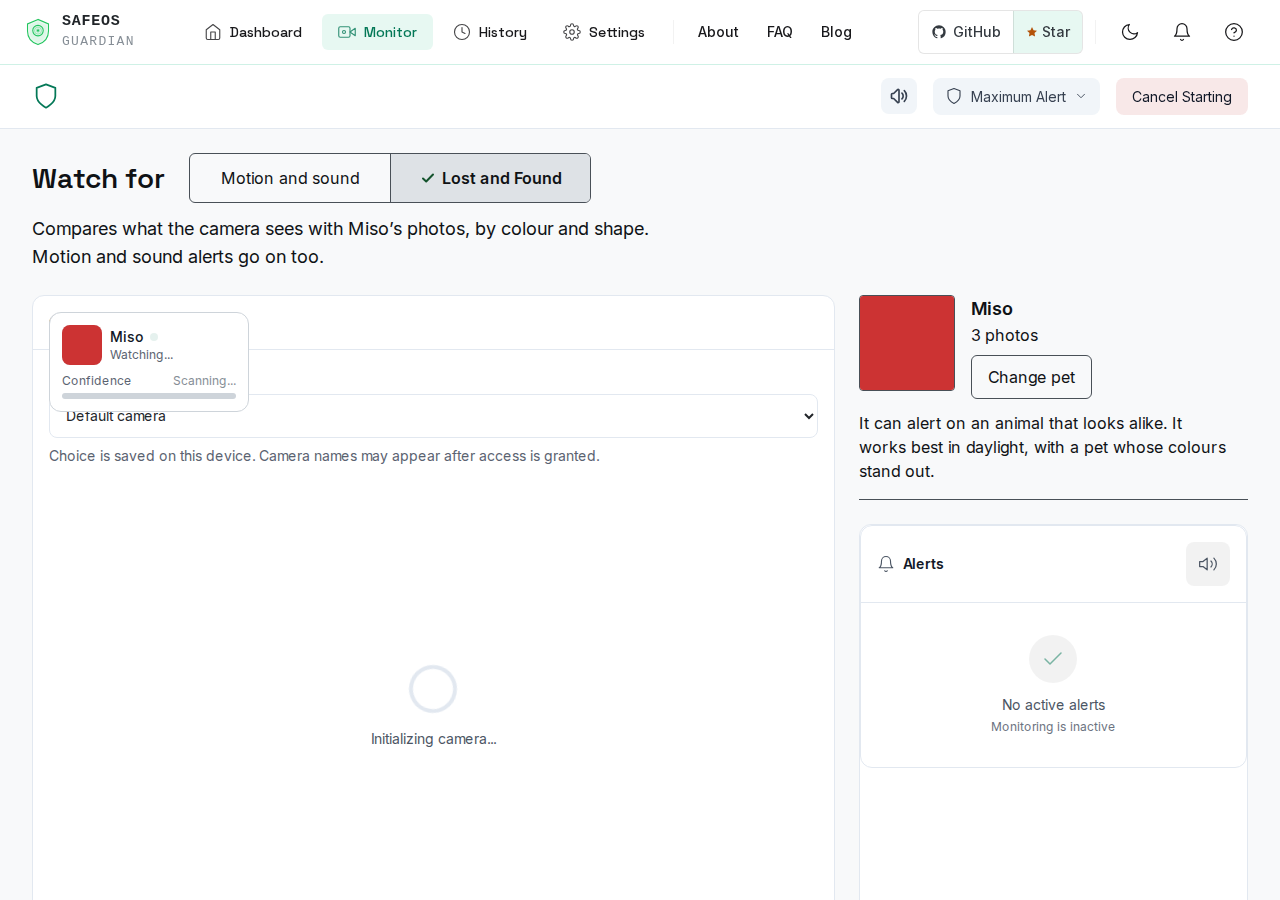 SAFEOS
GUARDIAN
Dashboard
Monitor
History
Settings
About
FAQ
Blog
GitHub
Star
Maximum Alert
Cancel Starting
Watch for
Motion and sound
Lost and Found
Compares what the camera sees with Miso’s photos, by colour and shape.
Motion and sound alerts go on too.
Miso
Watching...
Confidence
Scanning...
Default camera
Choice is saved on this device. Camera names may appear after access is granted.
Initializing camera...
Miso
3 photos
Change pet
It can alert on an animal that looks alike. It
works best in daylight, with a pet whose colours
stand out.
Alerts
No active alerts
Monitoring is inactive